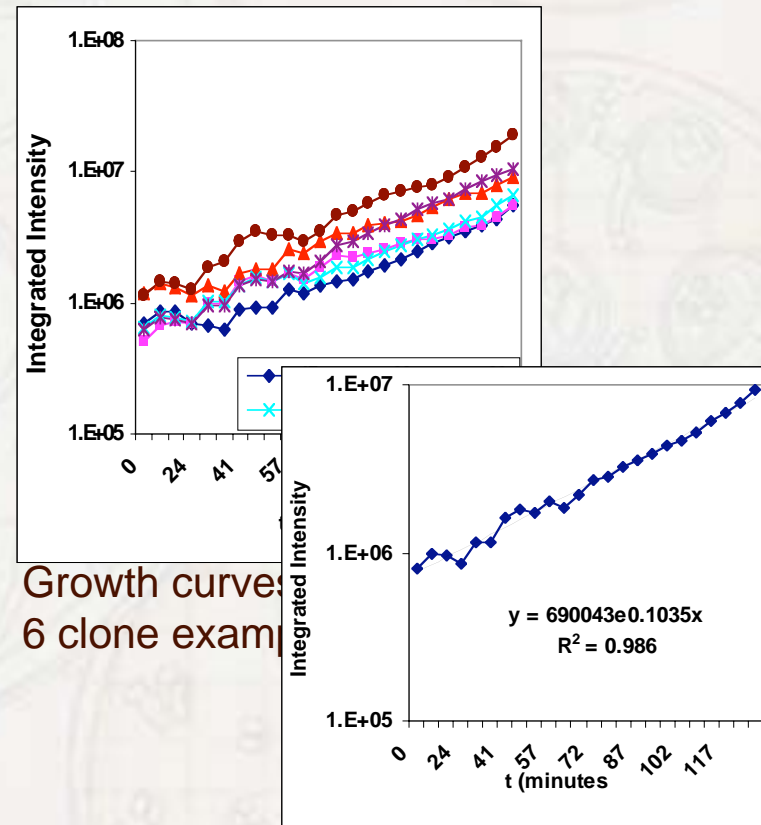 1.E+08
1.E+07
1.E+06
1.E+05
Integrated Intensity
0
24
41
57
Growth curves
6 clone examp
1.E+07
1.E+06
1.E+05
Integrated Intensity
y = 690043e0.1035x
R² = 0.986
0
24
41
57
72
87
102
117
t (minutes